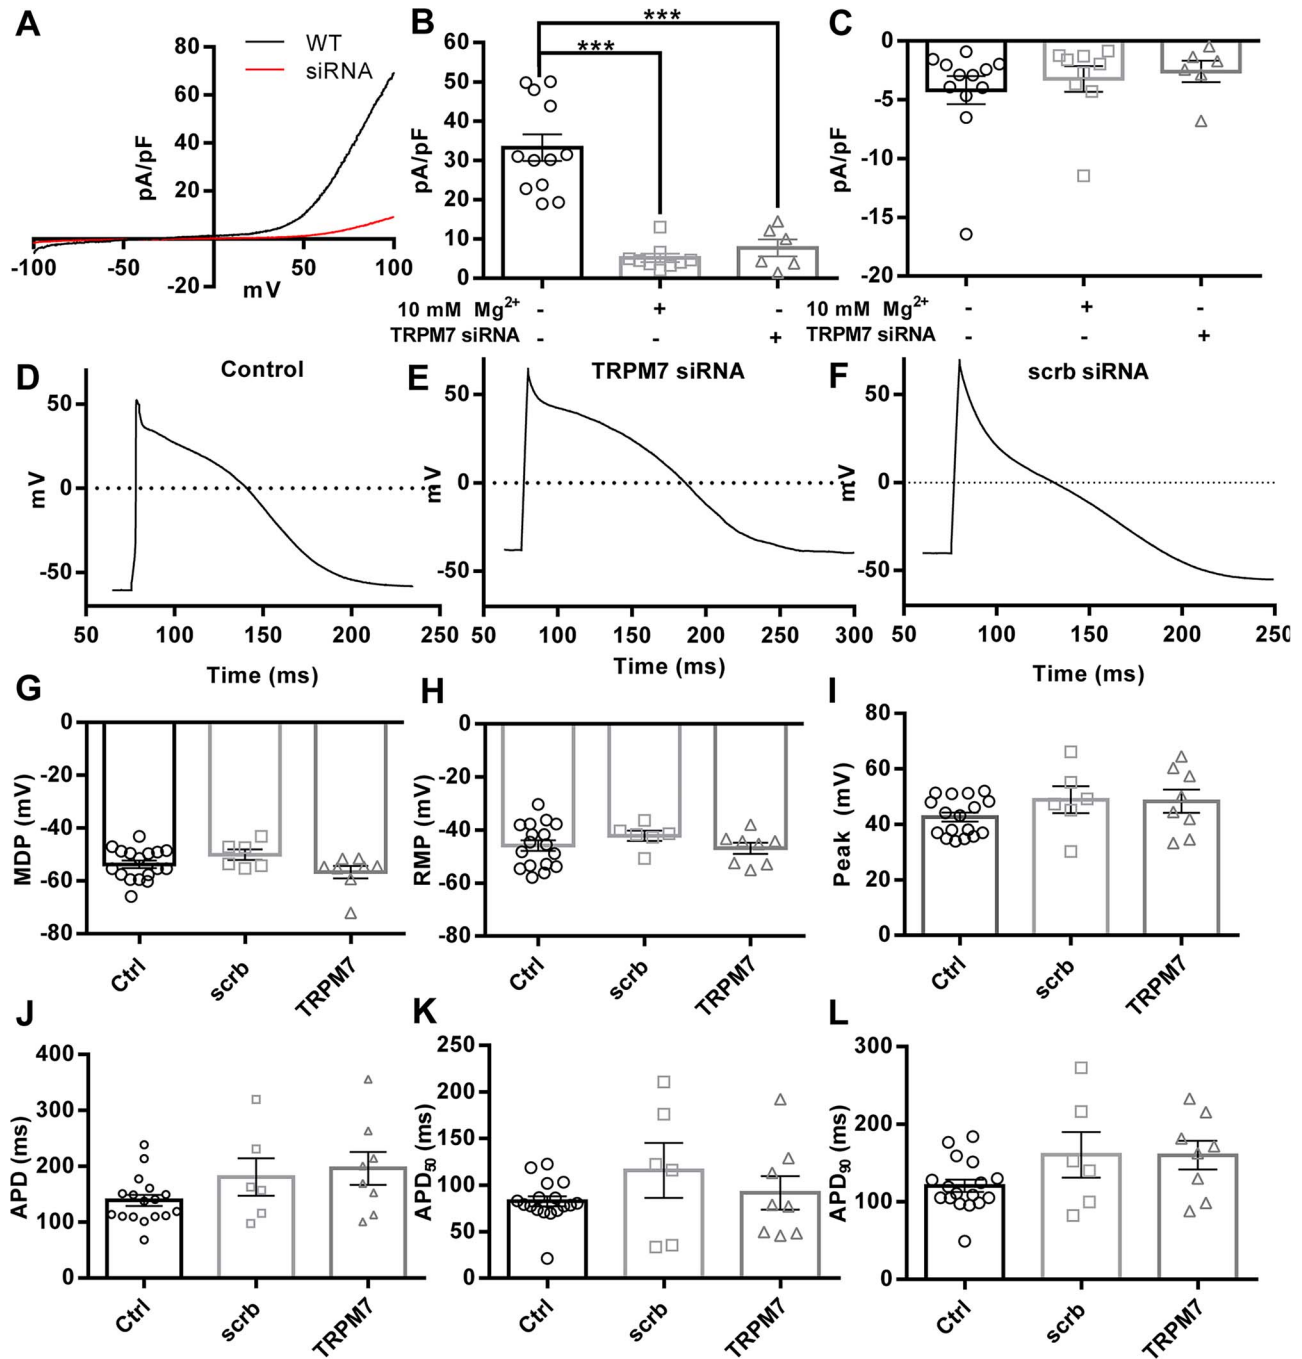 A
WT
siRNA
80
60
40
20
-20
pA/pF
-100
-50
50
100
mV
B
***
***
60
50
40
30
20
10
0
pA/pF
10 mM Mg²⁺
-
+
-
TRPM7 siRNA
-
-
+
C
0
-5
-10
-15
-20
pA/pF
10 mM Mg²⁺
-
+
-
TRPM7 siRNA
-
-
+
D
Control
50
0
-50
mV
50
100
150
200
250
Time (ms)
E
TRPM7 siRNA
50
0
-50
mV
50
100
150
200
250
300
Time (ms)
F
scrb siRNA
50
0
-50
mV
50
100
150
200
250
Time (ms)
G
0
-20
-40
-60
-80
MDP (mV)
Ctrl
scrb
TRPM7
H
0
-20
-40
-60
-80
RMP (mV)
Ctrl
scrb
TRPM7
I
80
60
40
20
0
Peak (mV)
Ctrl
scrb
TRPM7
J
400
300
200
100
0
APD (ms)
Ctrl
scrb
TRPM7
K
250
200
150
100
50
0
APD₅₀ (ms)
Ctrl
scrb
TRPM7
L
300
200
100
0
APD₉₀ (ms)
Ctrl
scrb
TRPM7